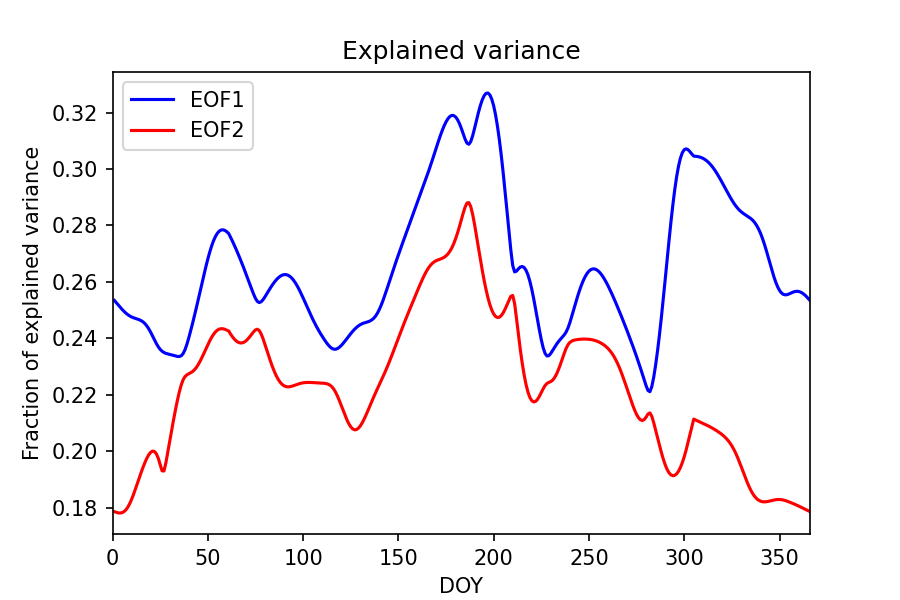 Explained variance
EOF1
EOF2
Fraction of explained variance
0.32
0.30
0.28
0.26
0.24
0.22
0.20
0.18
0 50 100 150 200 250 300 350
DOY